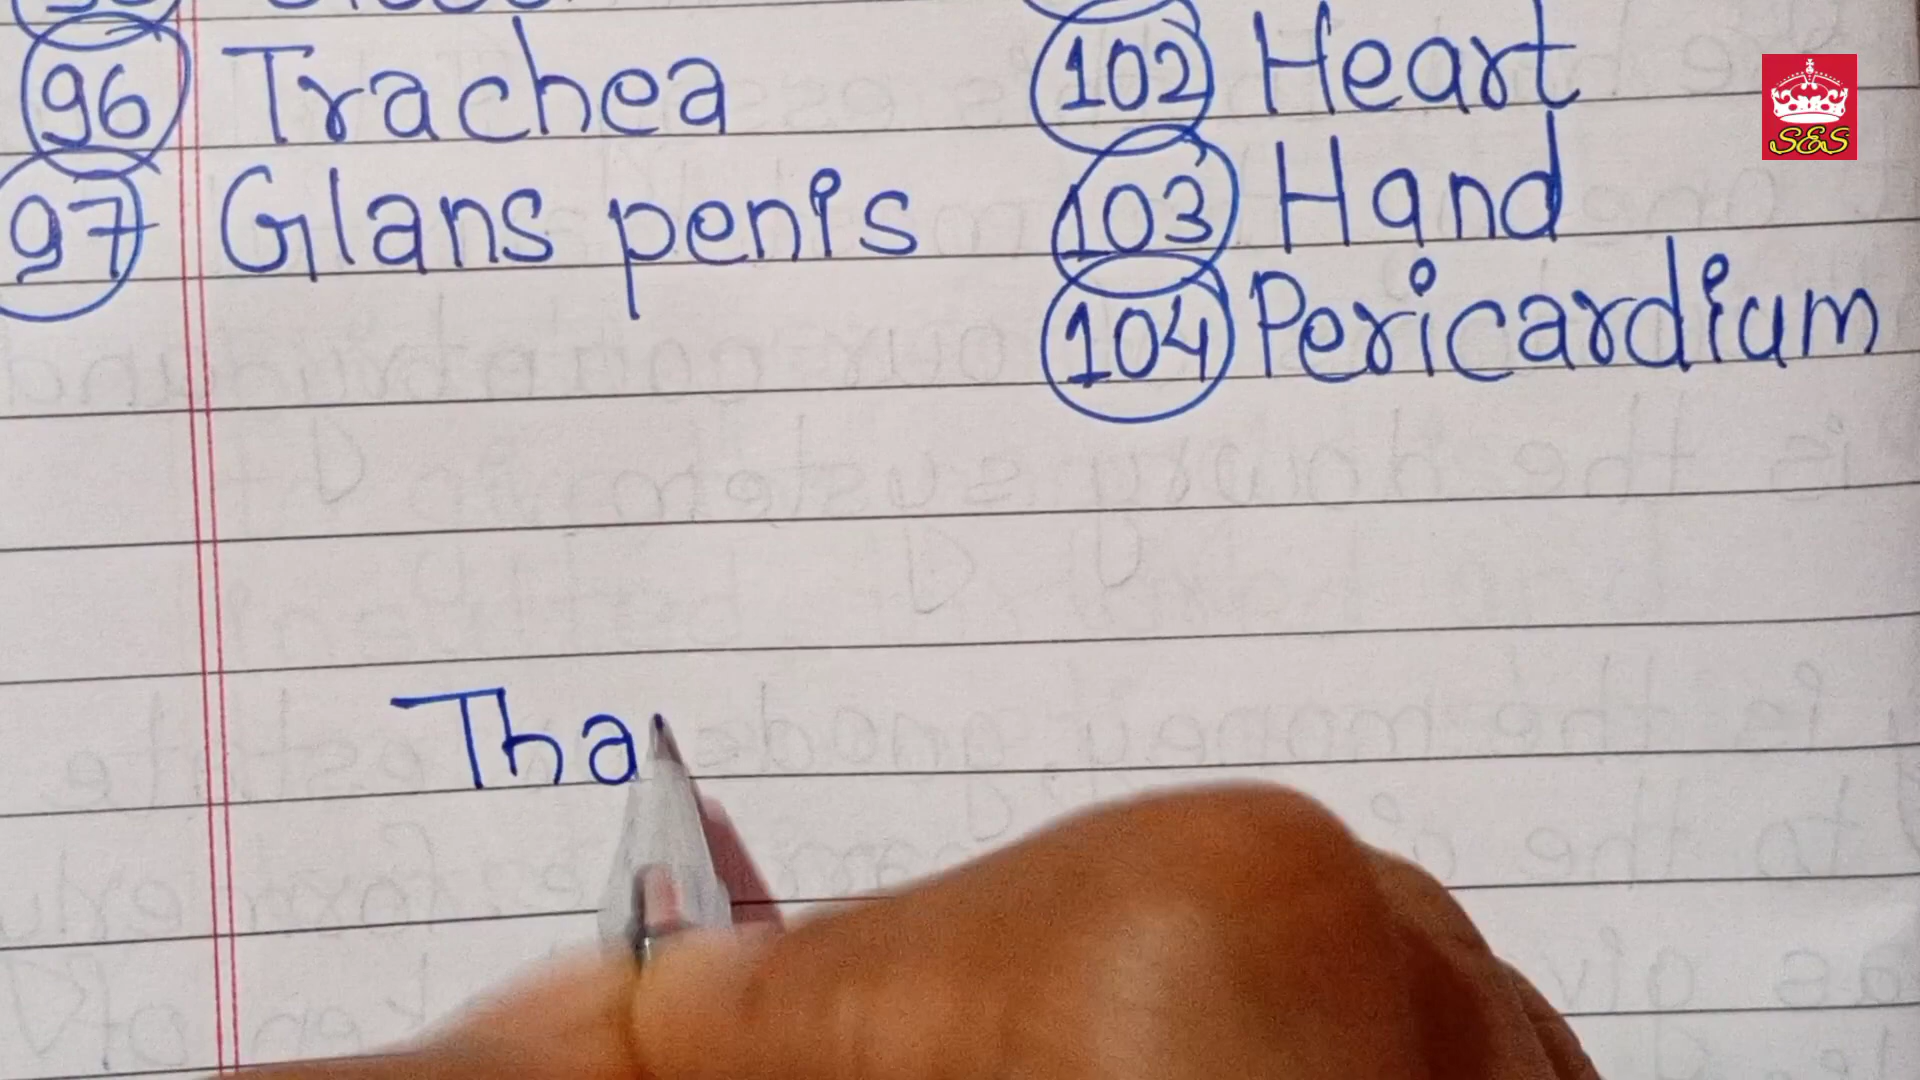 96 Trachea
97 Glans penis
102 Heart
103 Hand
104 Pericardium
Tha
S&S